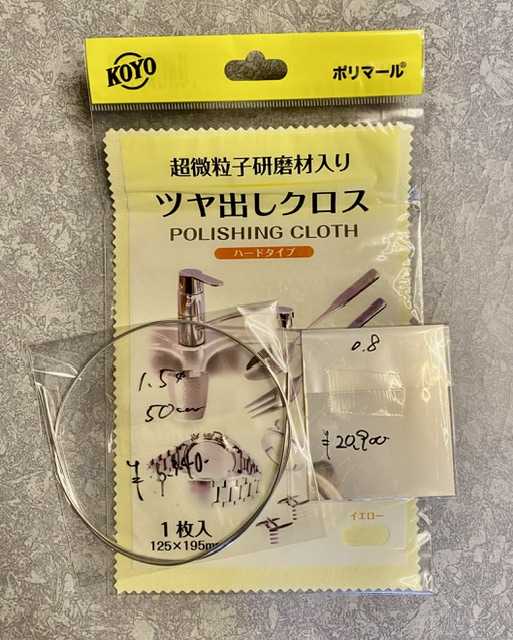 KOYO
ポリマール®
超微粒子研磨材入り
ツヤ出しクロス
POLISHING CLOTH
ハードタイプ
0.8
1.5φ
50cm
¥20,900-
1枚入
125×195mm
イエロー